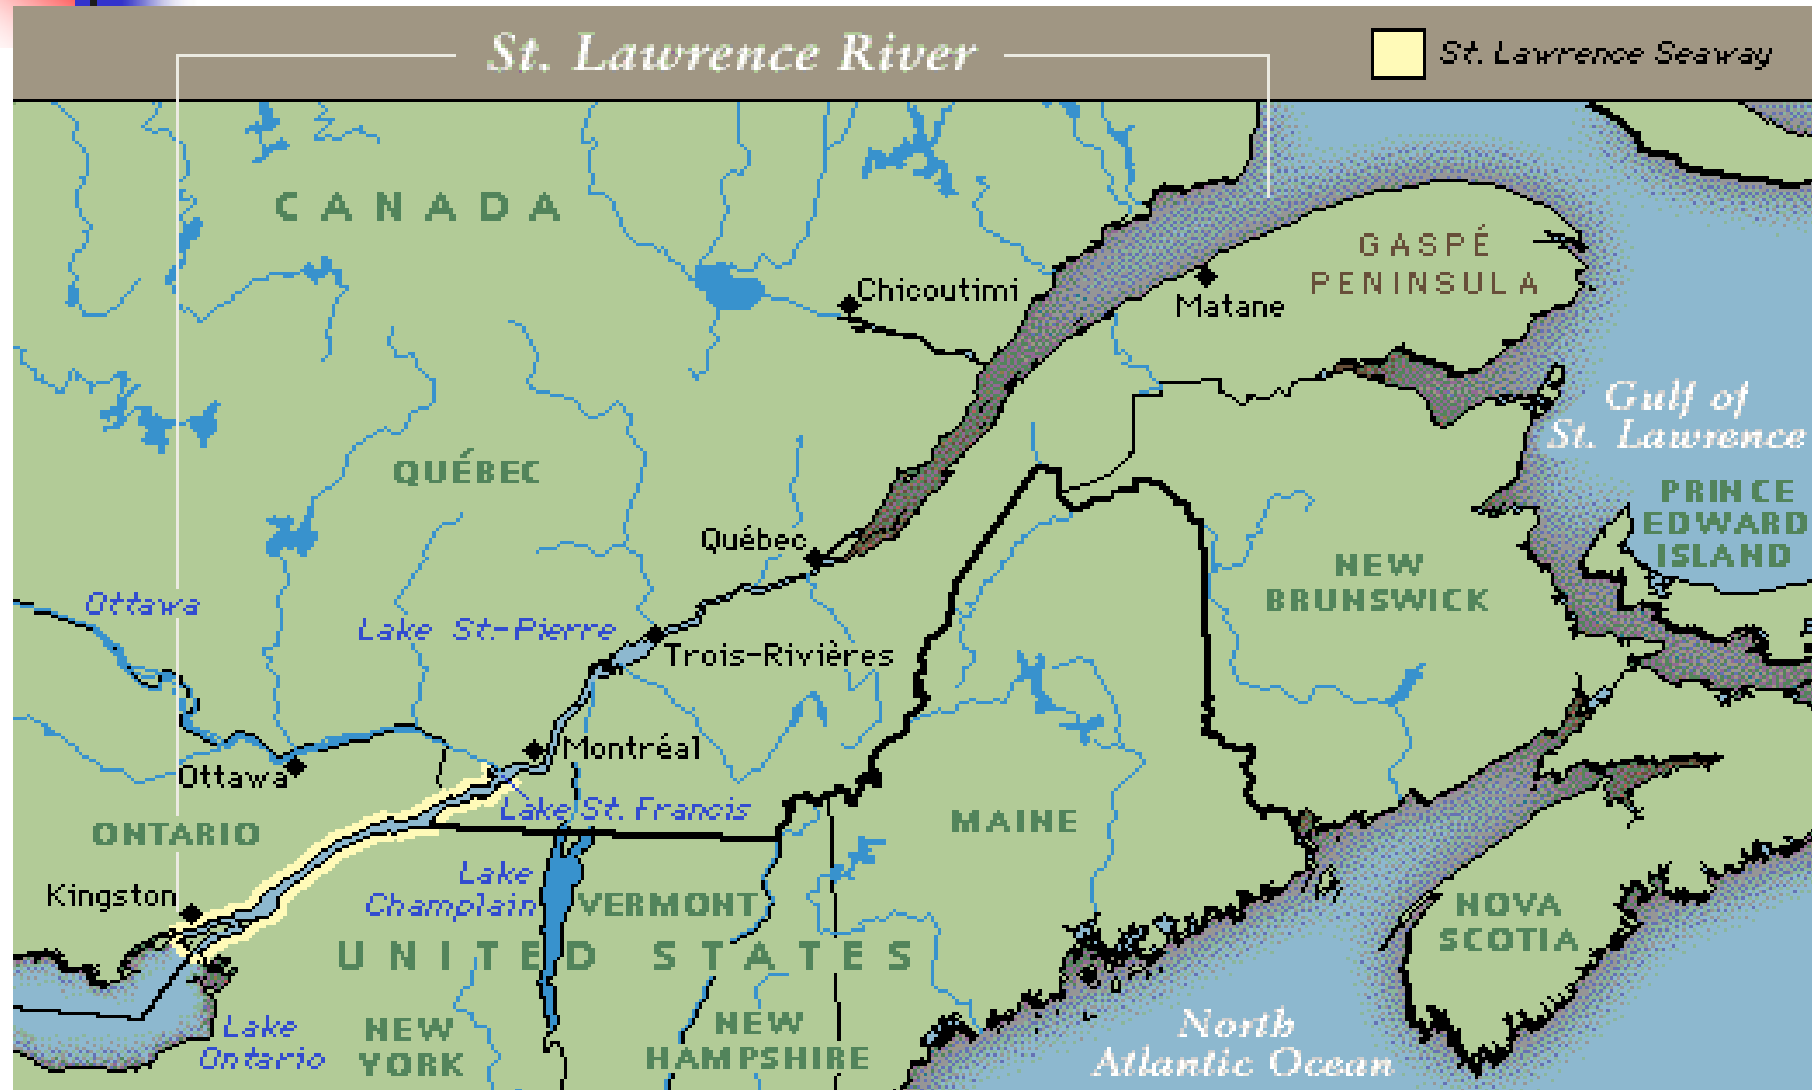 St. Lawrence River
St. Lawrence Seaway
CANADA
GASPÉ
PENINSULA
Chicoutimi
Matane
Gulf of
St. Lawrence
QUÉBEC
PRINCE
EDWARD
ISLAND
Québec
NEW
BRUNSWICK
Ottawa
Lake St-Pierre
Trois-Rivières
Montréal
Ottawa
Lake St. Francis
ONTARIO
MAINE
Lake
Champlain
Kingston
VERMONT
NOVA
SCOTIA
UNITED STATES
Lake
Ontario
NEW
YORK
NEW
HAMPSHIRE
North
Atlantic Ocean